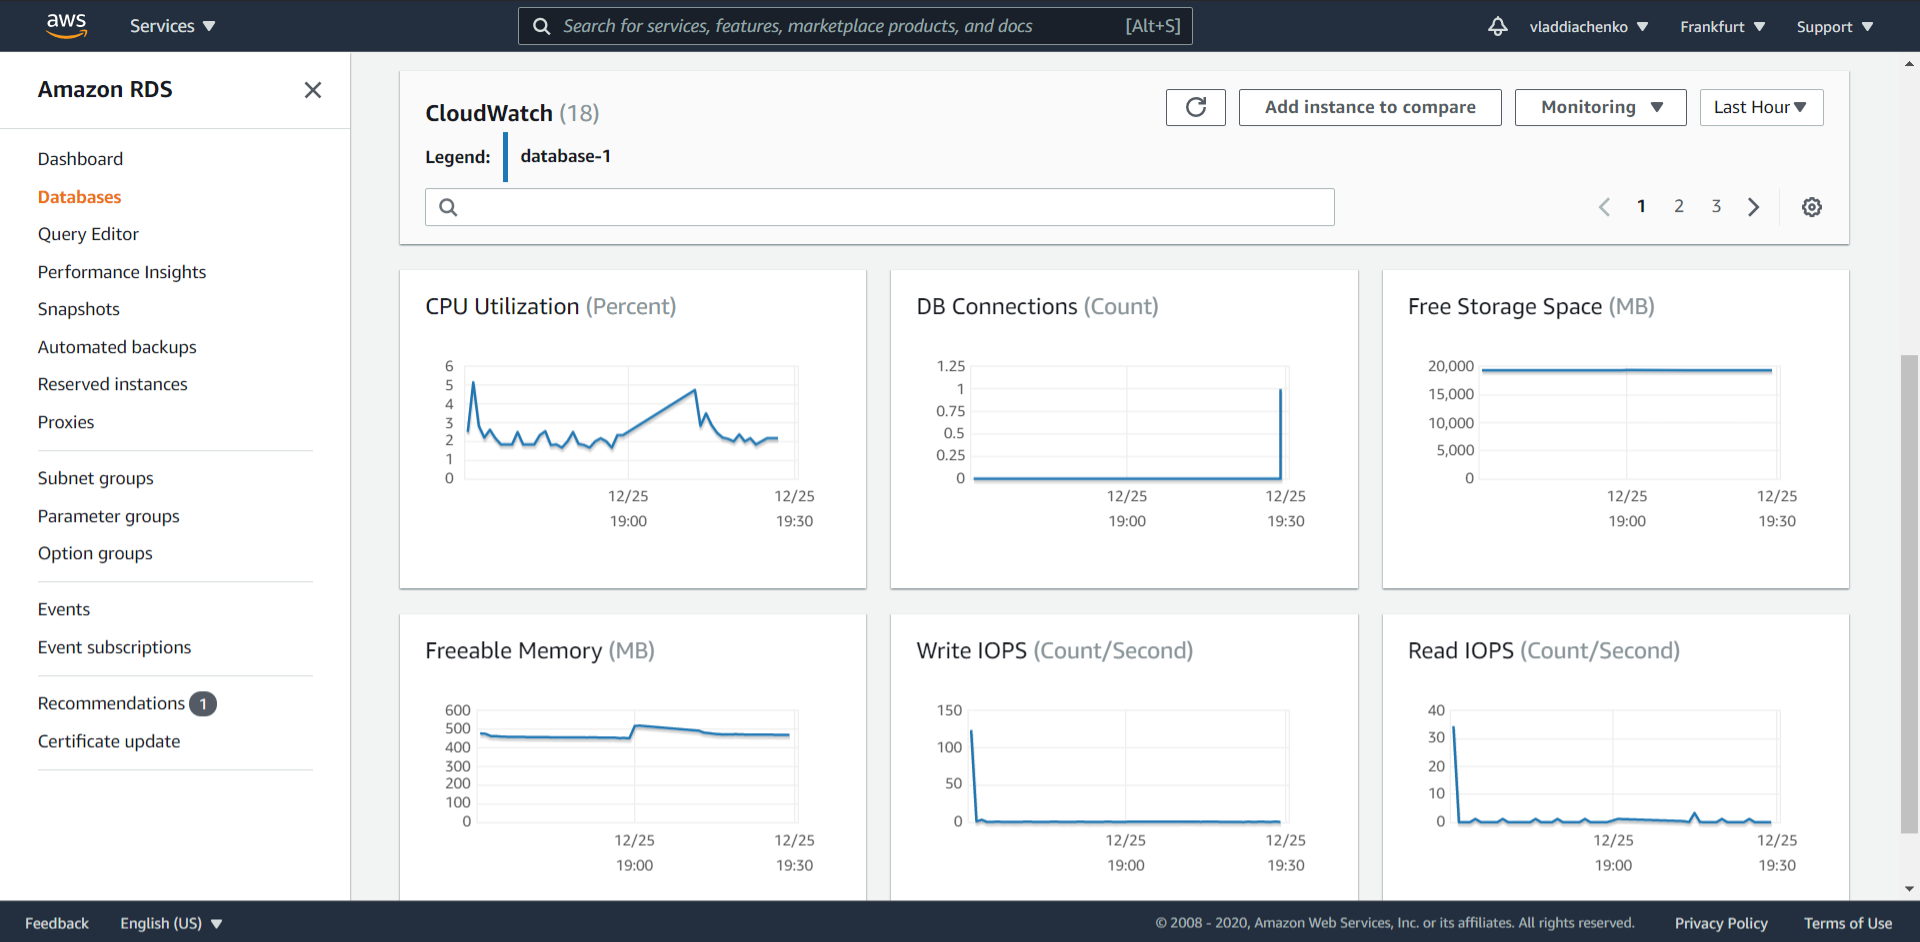 aws Services Search for services, features, marketplace products, and docs [Alt+S] vladdiachenko Frankfurt Support
Amazon RDS
Dashboard
Databases
Query Editor
Performance Insights
Snapshots
Automated backups
Reserved instances
Proxies
Subnet groups
Parameter groups
Option groups
Events
Event subscriptions
Recommendations 1
Certificate update
CloudWatch (18) Add instance to compare Monitoring Last Hour
Legend: database-1
1 2 3
CPU Utilization (Percent)
6
5
4
3
2
1
0
12/25 12/25
19:00 19:30
DB Connections (Count)
1.25
1
0.75
0.5
0.25
0
12/25 12/25
19:00 19:30
Free Storage Space (MB)
20,000
15,000
10,000
5,000
0
12/25 12/25
19:00 19:30
Freeable Memory (MB)
600
500
400
300
200
100
0
12/25 12/25
19:00 19:30
Write IOPS (Count/Second)
150
100
50
0
12/25 12/25
19:00 19:30
Read IOPS (Count/Second)
40
30
20
10
0
12/25 12/25
19:00 19:30
Feedback English (US) © 2008 - 2020, Amazon Web Services, Inc. or its affiliates. All rights reserved. Privacy Policy Terms of Use